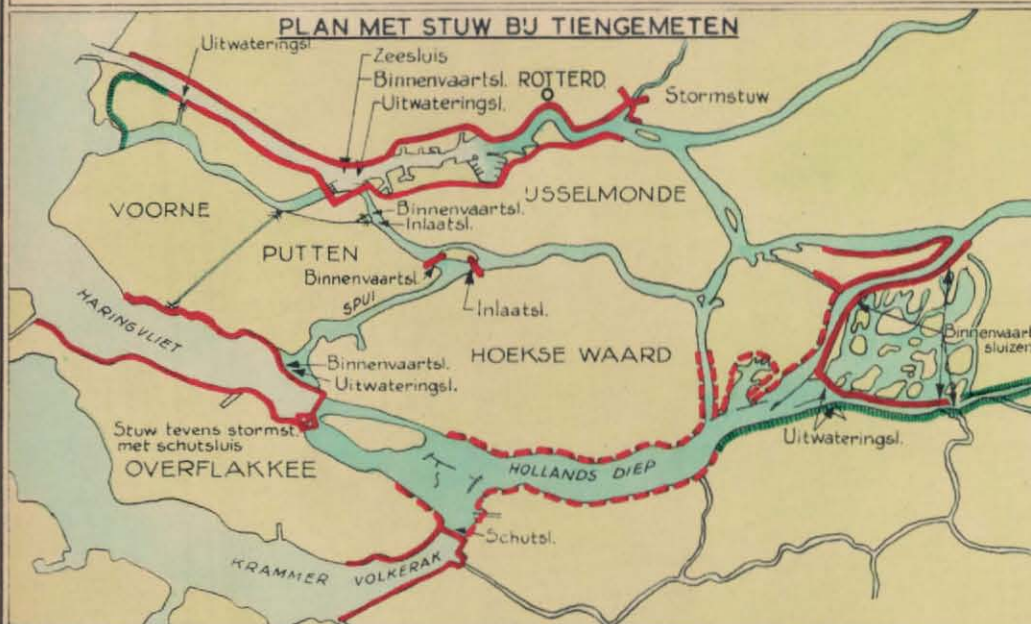 PLAN MET STUW BIJ TIENGEMETEN
Uitwateringsl.
Zeesluis
Binnenvaartsl.
Uitwateringsl.
ROTTERD.
Stormstuw
VOORNE
IJSSELMONDE
Binnenvaartsl.
Inlaatsl.
PUTTEN
Binnenvaartsl.
SPUI
Inlaatsl.
HARINGVLIET
HOEKSE WAARD
Binnenvaart
sluizen
Binnenvaartsl.
Uitwateringsl.
Stuw tevens stormst.
met schutsluis
OVERFLAKKEE
Uitwateringsl.
HOLLANDS DIEP
Schutsl.
KRAMMER VOLKERAK